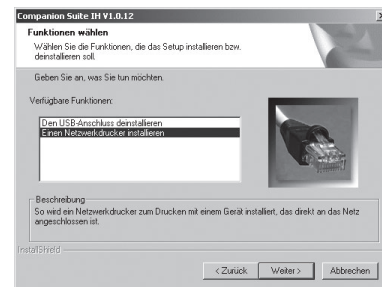 Companion Suite IH V1.0.12
Funktionen wählen
Wählen Sie die Funktionen, die das Setup installieren bzw.
deinstallieren soll.
Geben Sie an, was Sie tun möchten.
Verfügbare Funktionen:
Den USB-Anschluss deinstallieren
Einen Netzwerkdrucker installieren
Beschreibung
So wird ein Netzwerkdrucker zum Drucken mit einem Gerät installiert, das direkt an das Netz
angeschlossen ist.
InstallShield
< Zurück
Weiter >
Abbrechen